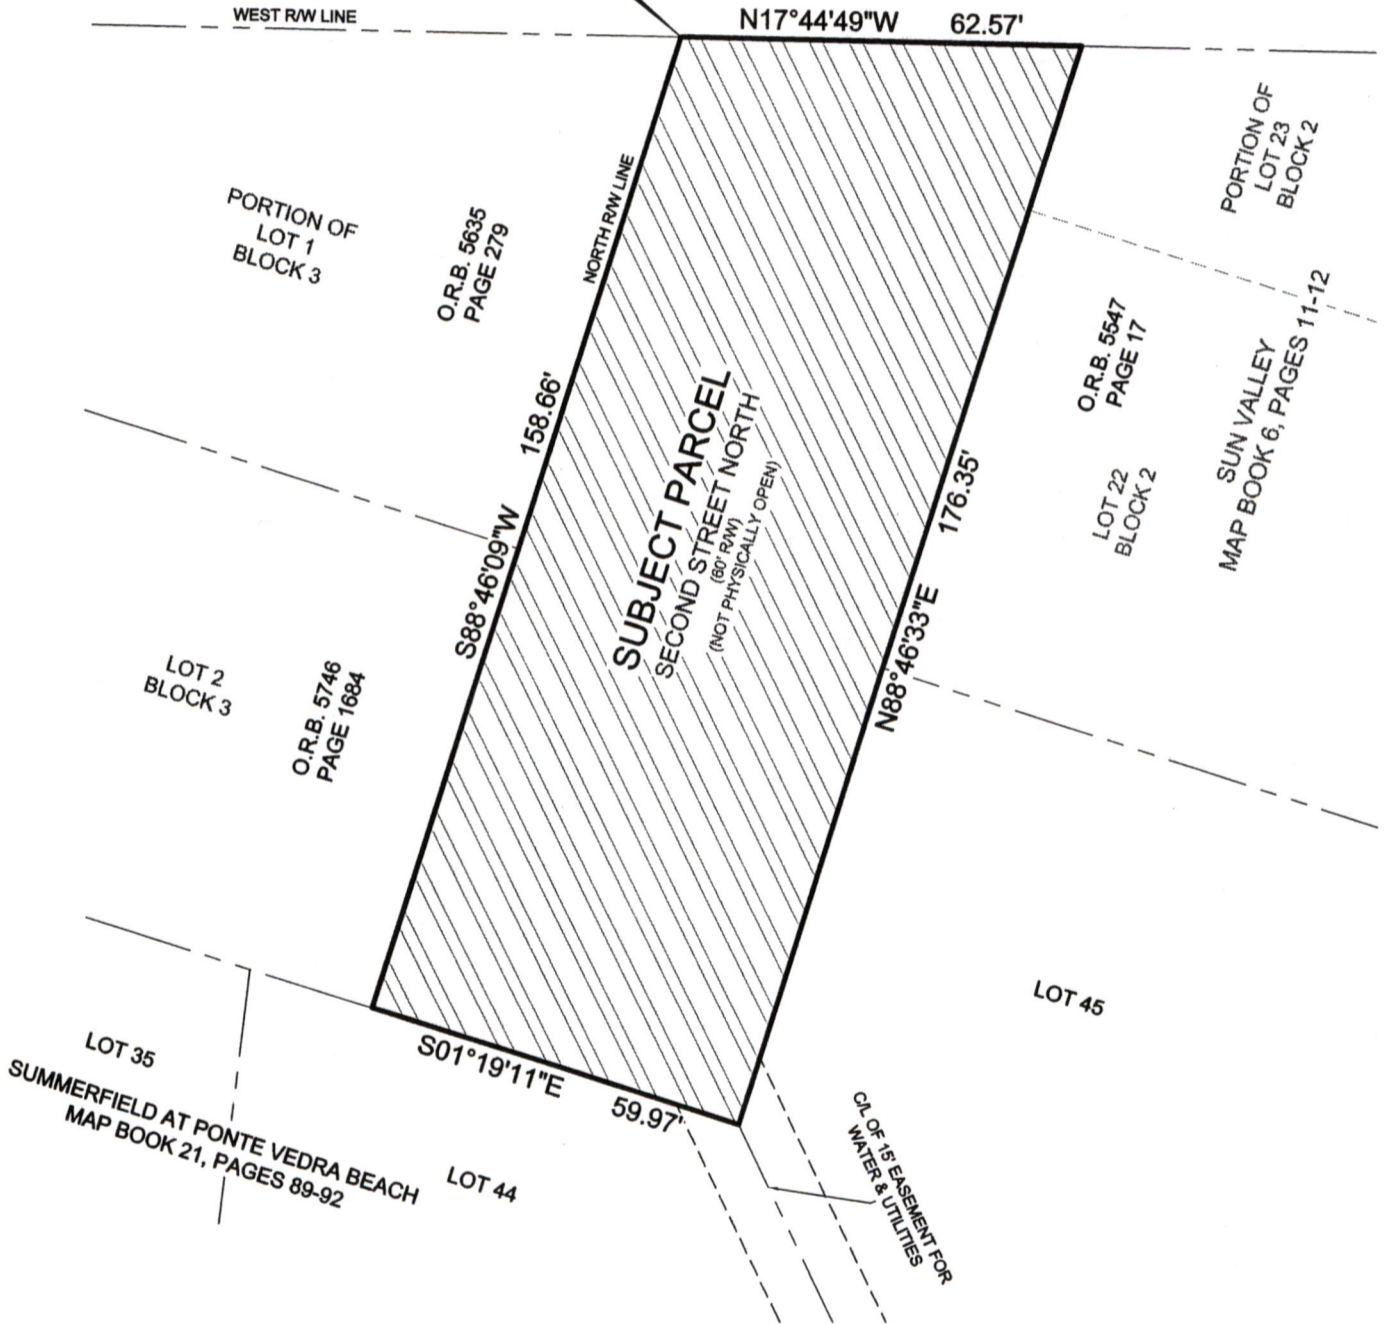 WEST R/W LINE
N17°44'49"W 62.57'
PORTION OF
LOT 1
BLOCK 3
O.R.B. 5635
PAGE 279
NORTH R/W LINE
PORTION OF
LOT 23
BLOCK 2
158.66'
S88°46'09"W
SUBJECT PARCEL
SECOND STREET NORTH
(60' R/W)
(NOT PHYSICALLY OPEN)
O.R.B. 5547
PAGE 17
SUN VALLEY
MAP BOOK 6, PAGES 11-12
176.35'
N88°46'33"E
LOT 22
BLOCK 2
LOT 2
BLOCK 3
O.R.B. 5746
PAGE 1684
LOT 45
LOT 35
SUMMERFIELD AT PONTE VEDRA BEACH
MAP BOOK 21, PAGES 89-92
S01°19'11"E
59.97'
LOT 44
C/L OF 15' EASEMENT FOR
WATER & UTILITIES